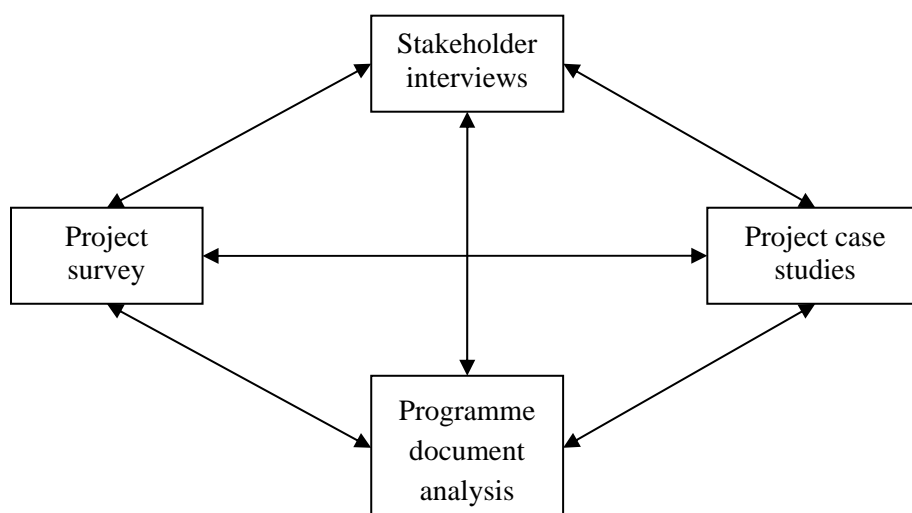 Stakeholder
interviews
Project
survey
Project case
studies
Programme
document
analysis